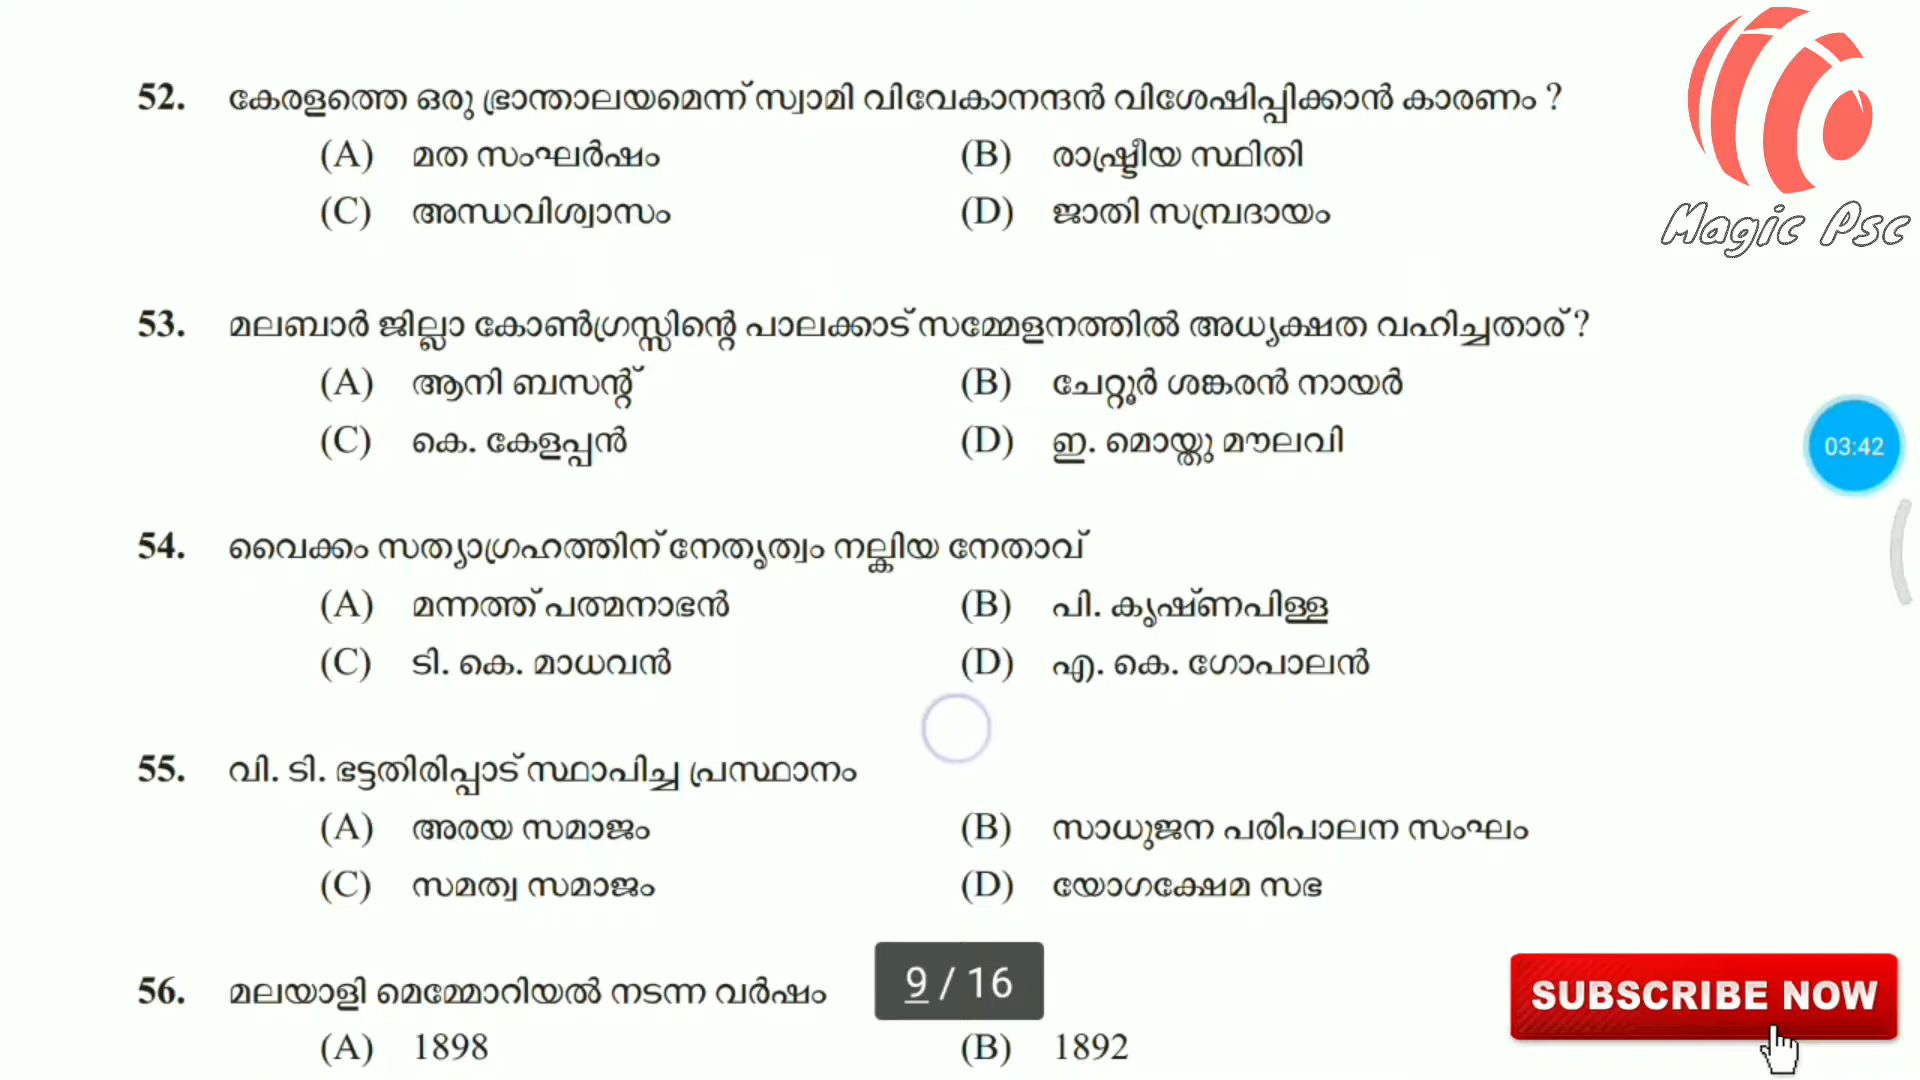 52. കേരളത്തെ ഒരു ഭ്രാന്താലയമെന്ന് സ്വാമി വിവേകാനന്ദൻ വിശേഷിപ്പിക്കാൻ കാരണം ?
(A) മത സംഘർഷം (B) രാഷ്ട്രീയ സ്ഥിതി
(C) അന്ധവിശ്വാസം (D) ജാതി സമ്പ്രദായം
Magic Psc
53. മലബാർ ജില്ലാ കോൺഗ്രസ്സിന്റെ പാലക്കാട് സമ്മേളനത്തിൽ അധ്യക്ഷത വഹിച്ചതാര് ?
(A) ആനി ബസന്റ് (B) ചേറ്റൂർ ശങ്കരൻ നായർ
(C) കെ. കേളപ്പൻ (D) ഇ. മൊയ്തു മൗലവി
03:42
54. വൈക്കം സത്യാഗ്രഹത്തിന് നേതൃത്വം നല്കിയ നേതാവ്
(A) മന്നത്ത് പത്മനാഭൻ (B) പി. കൃഷ്ണപിള്ള
(C) ടി. കെ. മാധവൻ (D) എ. കെ. ഗോപാലൻ
55. വി. ടി. ഭട്ടതിരിപ്പാട് സ്ഥാപിച്ച പ്രസ്ഥാനം
(A) അരയ സമാജം (B) സാധുജന പരിപാലന സംഘം
(C) സമത്വ സമാജം (D) യോഗക്ഷേമ സഭ
56. മലയാളി മെമ്മോറിയൽ നടന്ന വർഷം
9 / 16
SUBSCRIBE NOW
(A) 1898 (B) 1892